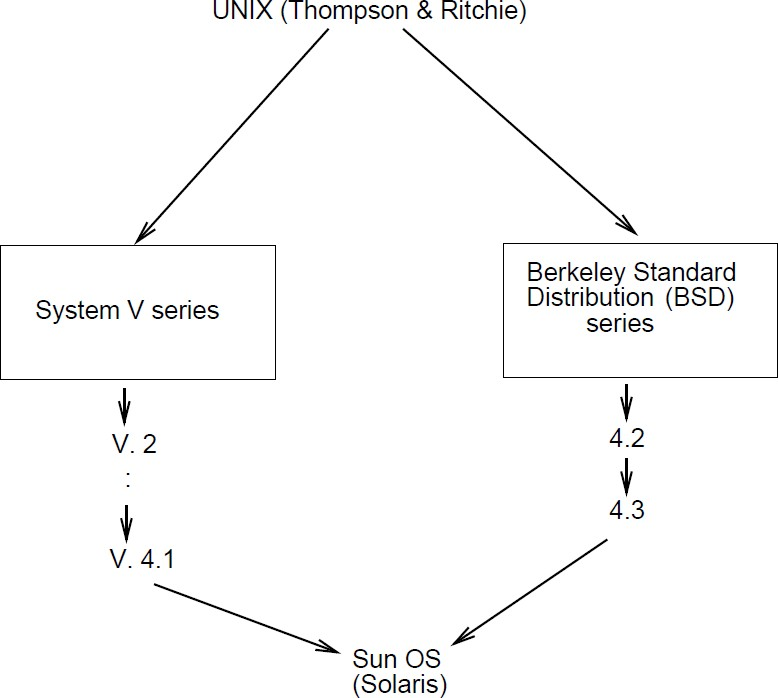 UNIX (Thompson & Ritchie)
System V series
Berkeley Standard
Distribution (BSD)
series
V. 2
:
V. 4.1
4.2
4.3
Sun OS
(Solaris)